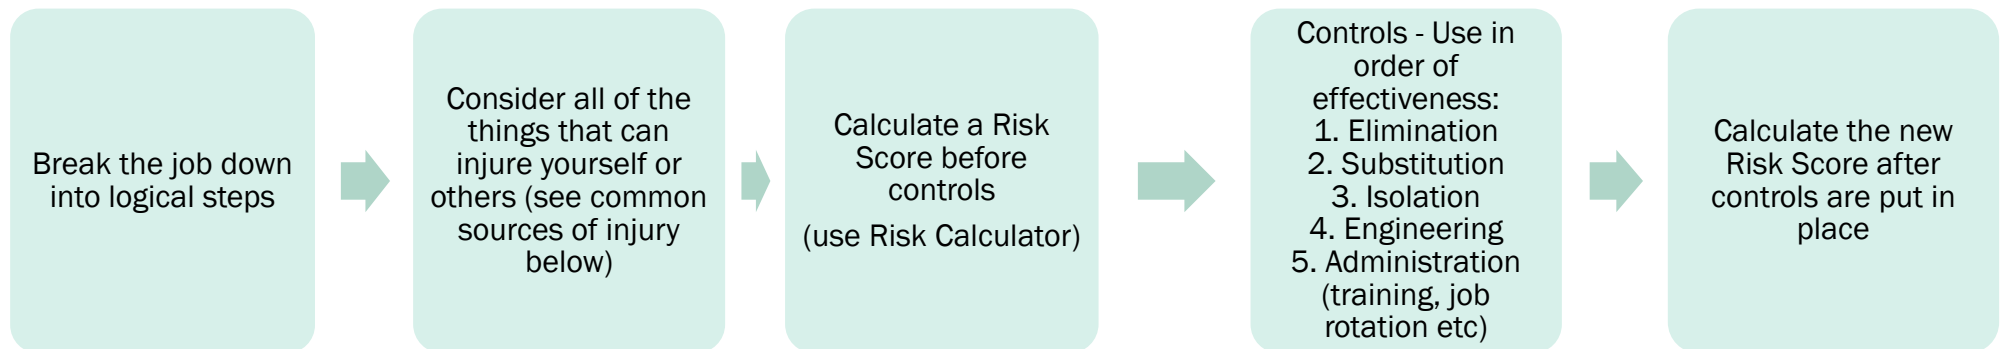 Break the job down
into logical steps
Consider all of the
things that can
injure yourself or
others (see common
sources of injury
below)
Calculate a Risk
Score before
controls
(use Risk Calculator)
Controls - Use in
order of
effectiveness:
1. Elimination
2. Substitution
3. Isolation
4. Engineering
5. Administration
(training, job
rotation etc)
Calculate the new
Risk Score after
controls are put in
place